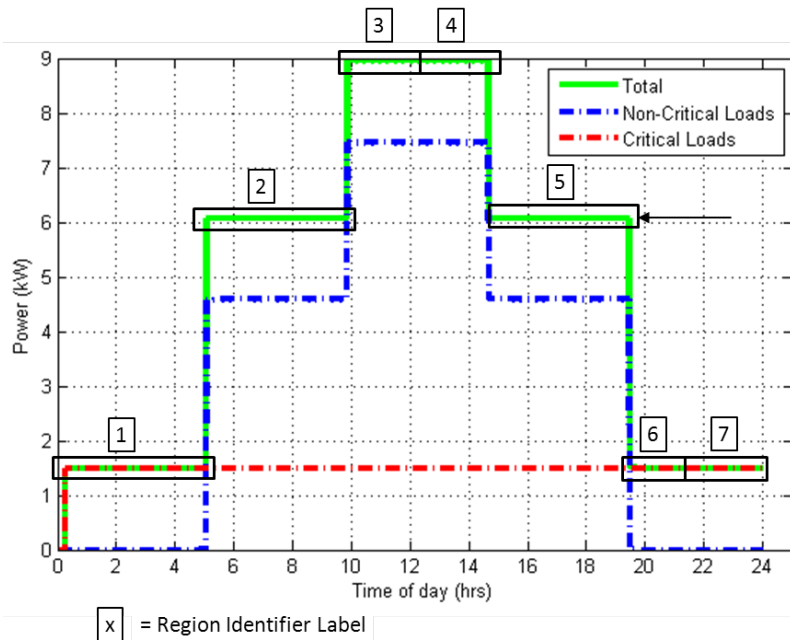 3 4
9
Total
Non-Critical Loads
Critical Loads
8
7
2
5
6
5
Power (kW)
4
3
2
1
6 7
1
0
0 2 4 6 8 10 12 14 16 18 20 22 24
Time of day (hrs)
x = Region Identifier Label